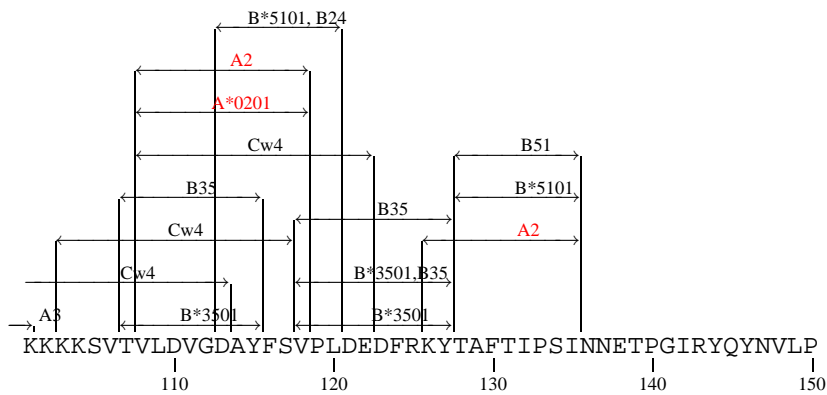 B*5101, B24
A2
A*0201
Cw4
B51
B35
B*5101
B35
Cw4
A2
Cw4
B*3501,B35
A3
B*3501
B*3501
KKKKSVTVLDVGDAYFSVPLDEDFRKYTAFTIPSINNETPGIRYQYNVLP
110 120 130 140 150